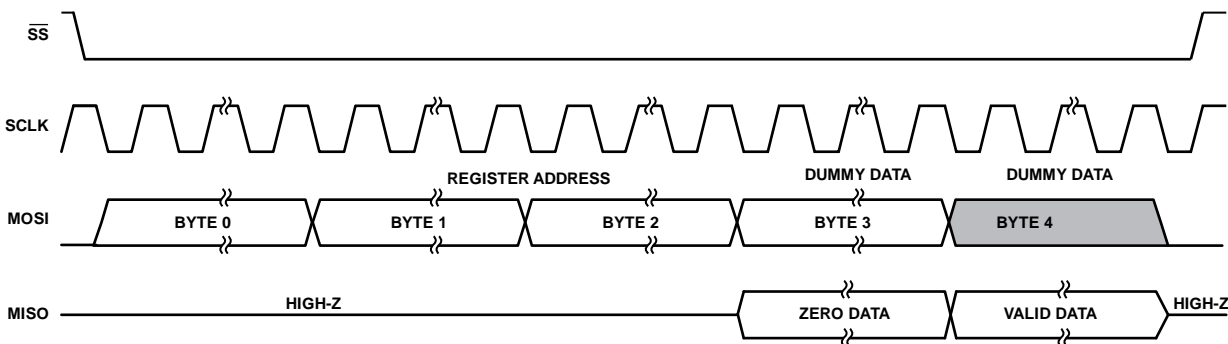 SS
SCLK
REGISTER ADDRESS
DUMMY DATA
DUMMY DATA
MOSI
BYTE 0
BYTE 1
BYTE 2
BYTE 3
BYTE 4
MISO
HIGH-Z
ZERO DATA
VALID DATA
HIGH-Z